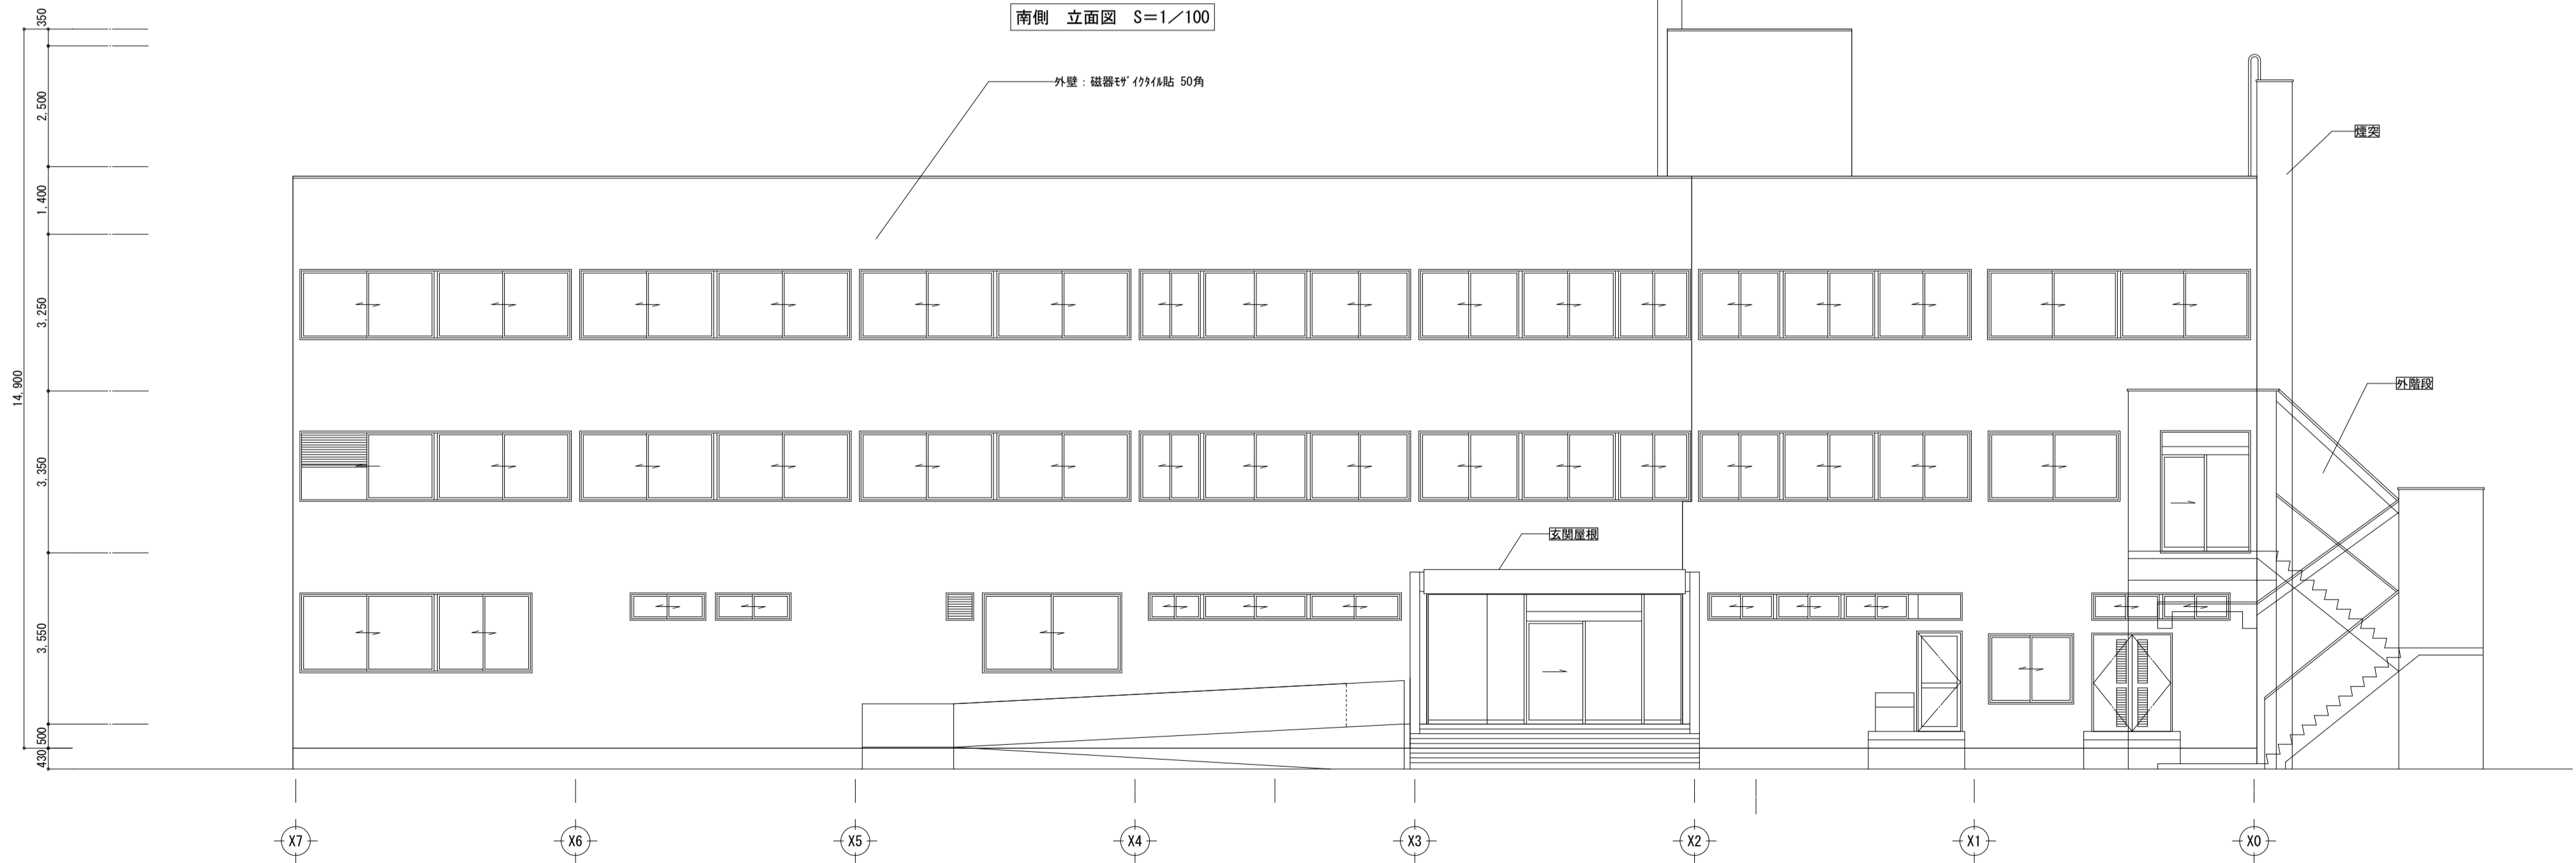 南側　立面図　S＝1／100
外壁：磁器ﾓｻﾞｲｸﾀｲﾙ貼 50角
煙突
外階段
玄関屋根
350
2,500
1,400
3,250
14,900
3,350
3,550
500
430
X7
X6
X5
X4
X3
X2
X1
X0